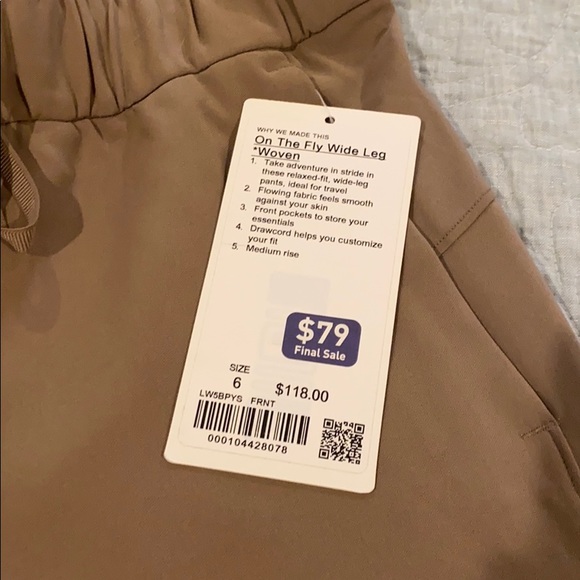 WHY WE MADE THIS
On The Fly Wide Leg
*Woven
1. Take adventure in stride in
these relaxed-fit, wide-leg
pants, ideal for travel
2. Flowing fabric feels smooth
against your skin
3. Front pockets to store your
essentials
4. Drawcord helps you customize
your fit
5. Medium rise
$79
Final Sale
SIZE
6 $118.00
LW5BPYS FRNT
000104428078